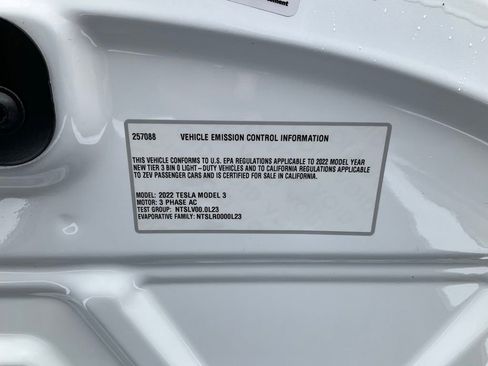 257088 VEHICLE EMISSION CONTROL INFORMATION
THIS VEHICLE CONFORMS TO U.S. EPA REGULATIONS APPLICABLE TO 2022 MODEL YEAR
NEW TIER 3 BIN 0 LIGHT-DUTY VEHICLES AND TO CALIFORNIA REGULATIONS APPLICABLE
TO ZEV PASSENGER CARS AND IS CERTIFIED FOR SALE IN CALIFORNIA.
MODEL: 2022 TESLA MODEL 3
MOTOR: 3 PHASE AC
TEST GROUP: NTSLV00.0L23
EVAPORATIVE FAMILY: NTSLR0000L23